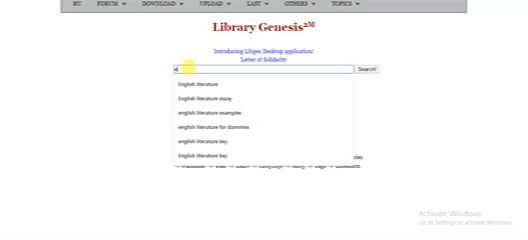 FORUM DOWNLOAD UPLOAD LAST OTHERS TOPICS
Library Genesis²ᴹ
Introducing Libgen Desktop application!
Letter of Solidarity
e Search!
English literature
English literature essay
english literature examples
english literature for dummies
english literature key
English literature key
Activate Windows
Go to Settings to activate Windows.